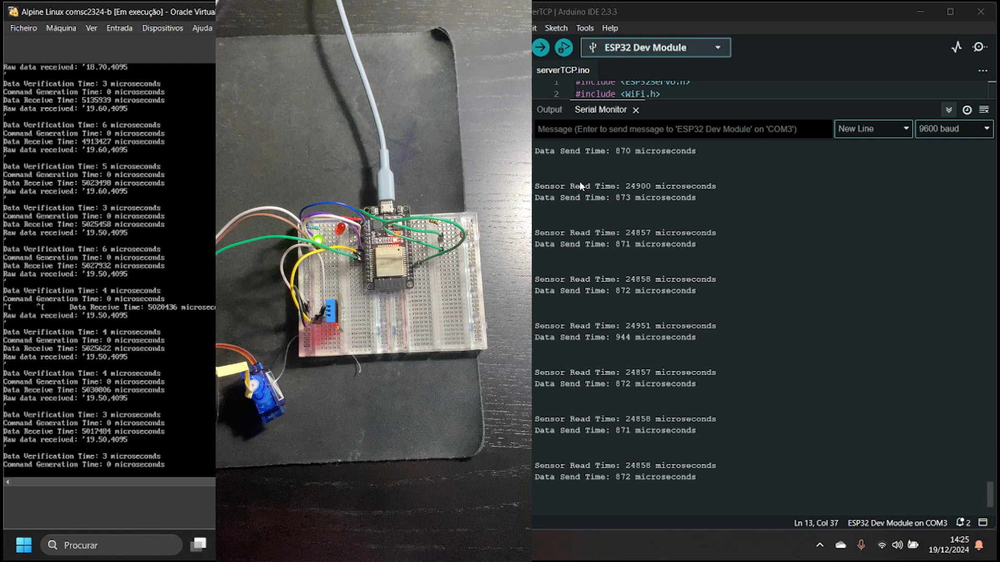 Alpine Linux comsc2324-b [Em execução] - Oracle Virtual
Ficheiro Máquina Ver Entrada Dispositivos Ajuda
Raw data received: '18.70,4095
'
Data Verification Time: 3 microseconds
Command Generation Time: 0 microseconds
Data Receive Time: 5135939 microseconds
Raw data received: '19.60,4095
'
Data Verification Time: 6 microseconds
Command Generation Time: 0 microseconds
Data Receive Time: 4913427 microseconds
Raw data received: '19.60,4095
'
Data Verification Time: 5 microseconds
Command Generation Time: 0 microseconds
Data Receive Time: 5023498 microseconds
Raw data received: '19.60,4095
'
Data Verification Time: 3 microseconds
Command Generation Time: 0 microseconds
Data Receive Time: 5025458 microseconds
Raw data received: '19.50,4095
'
Data Verification Time: 6 microseconds
Command Generation Time: 0 microseconds
Data Receive Time: 5027932 microseconds
Raw data received: '19.50,4095
'
Data Verification Time: 4 microseconds
Command Generation Time: 0 microseconds
^[ ^[ Data Receive Time: 5020436 microsec
Raw data received: '19.50,4095
'
Data Verification Time: 4 microseconds
Command Generation Time: 0 microseconds
Data Receive Time: 5025622 microseconds
Raw data received: '19.50,4095
'
Data Verification Time: 4 microseconds
Command Generation Time: 0 microseconds
Data Receive Time: 5030806 microseconds
Raw data received: '19.50,4095
'
Data Verification Time: 3 microseconds
Command Generation Time: 0 microseconds
Data Receive Time: 5017484 microseconds
Raw data received: '19.50,4095
'
Data Verification Time: 3 microseconds
Command Generation Time: 0 microseconds
Procurar
erTCP | Arduino IDE 2.3.3
it Sketch Tools Help
ESP32 Dev Module
serverTCP.ino
1 #include <ESP32Servo.h>
2 #include <WiFi.h>
Output Serial Monitor
Message (Enter to send message to 'ESP32 Dev Module' on 'COM3')
New Line
9600 baud
Data Send Time: 870 microseconds
Sensor Read Time: 24900 microseconds
Data Send Time: 873 microseconds
Sensor Read Time: 24857 microseconds
Data Send Time: 871 microseconds
Sensor Read Time: 24858 microseconds
Data Send Time: 872 microseconds
Sensor Read Time: 24951 microseconds
Data Send Time: 944 microseconds
Sensor Read Time: 24857 microseconds
Data Send Time: 872 microseconds
Sensor Read Time: 24858 microseconds
Data Send Time: 871 microseconds
Sensor Read Time: 24858 microseconds
Data Send Time: 872 microseconds
Ln 13, Col 37 ESP32 Dev Module on COM3 2
14:25
19/12/2024